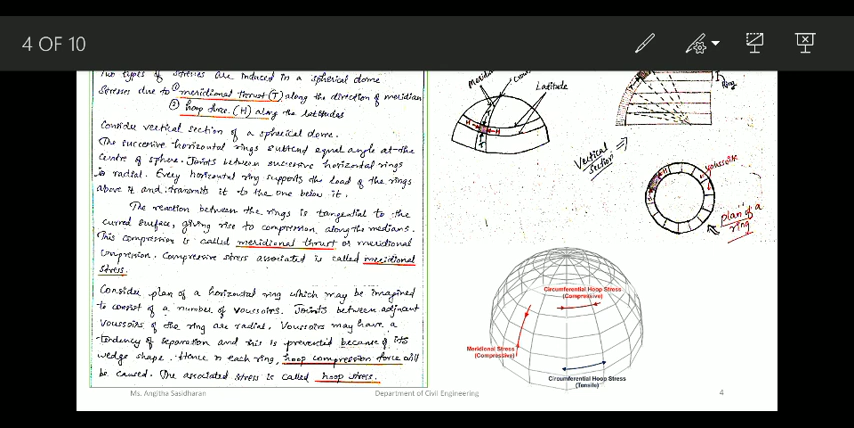 4 OF 10
Two types of stresses are induced in a spherical dome
Stresses due to ① meridional thrust (T) along the direction of meridian
② hoop force (H) along the latitudes
Consider vertical section of a spherical dome.
The successive horizontal rings subtend equal angle at the
centre of sphere. Joints between successive horizontal rings
is radial. Every horizontal ring supports the load of the rings
above it and transmits it to the one below it.
The reaction between the rings is tangential to the
curved surface, giving rise to compression along the medians.
This compression is called meridional thrust or meridional
compression. Compressive stress associated is called meridional
stress.
Consider plan of a horizontal ring which may be imagined
to consist of a number of voussoirs. Joints between adjacent
voussoirs of the ring are radial. Voussoirs may have a
tendency of separation and this is prevented because of its
wedge shape. Hence in each ring, hoop compression force will
be caused. The associated stress is called hoop stress.
Latitude
H
H
Ring
Vertical
section
voussoirs
plan of a
ring
Circumferential Hoop Stress
(Compressive)
Meridional Stress
(Compressive)
Circumferential Hoop Stress
(Tensile)
Ms. Angitha Sasidharan
Department of Civil Engineering
4